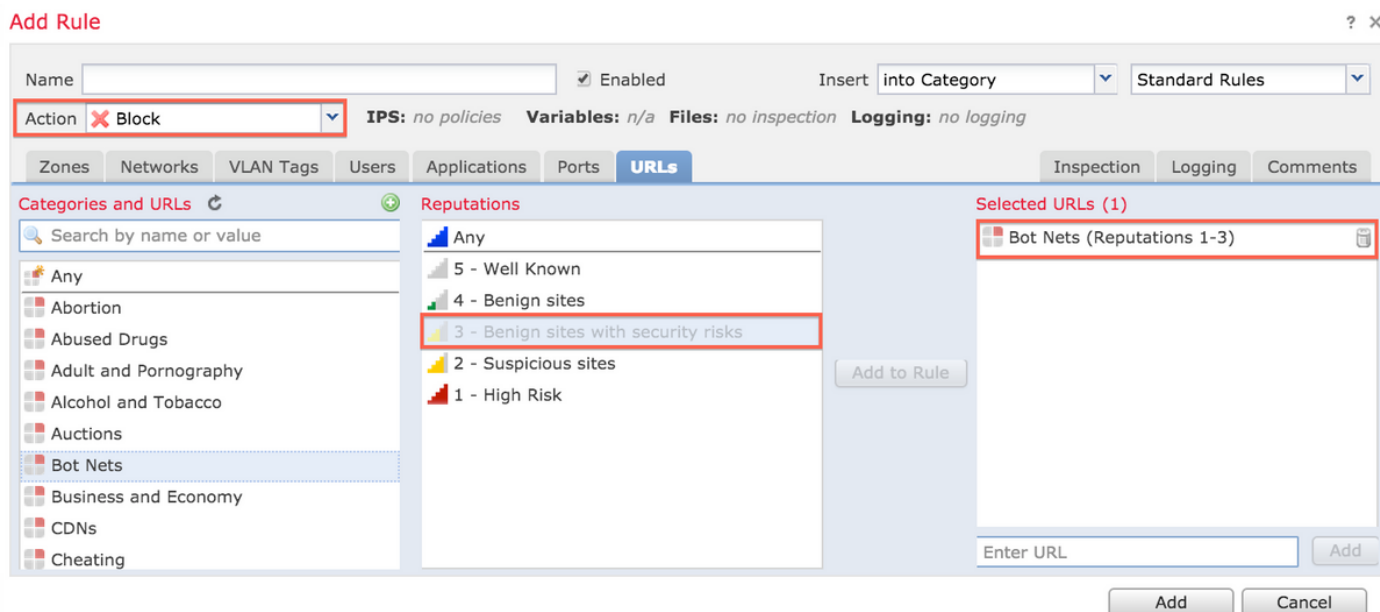 Add Rule
? ×
Name
Enabled
Insert into Category Standard Rules
Action Block IPS: no policies Variables: n/a Files: no inspection Logging: no logging
Zones Networks VLAN Tags Users Applications Ports URLs Inspection Logging Comments
Categories and URLs
Search by name or value
Any
Abortion
Abused Drugs
Adult and Pornography
Alcohol and Tobacco
Auctions
Bot Nets
Business and Economy
CDNs
Cheating
Reputations
Any
5 - Well Known
4 - Benign sites
3 - Benign sites with security risks
2 - Suspicious sites
1 - High Risk
Add to Rule
Selected URLs (1)
Bot Nets (Reputations 1-3)
Enter URL Add
Add Cancel